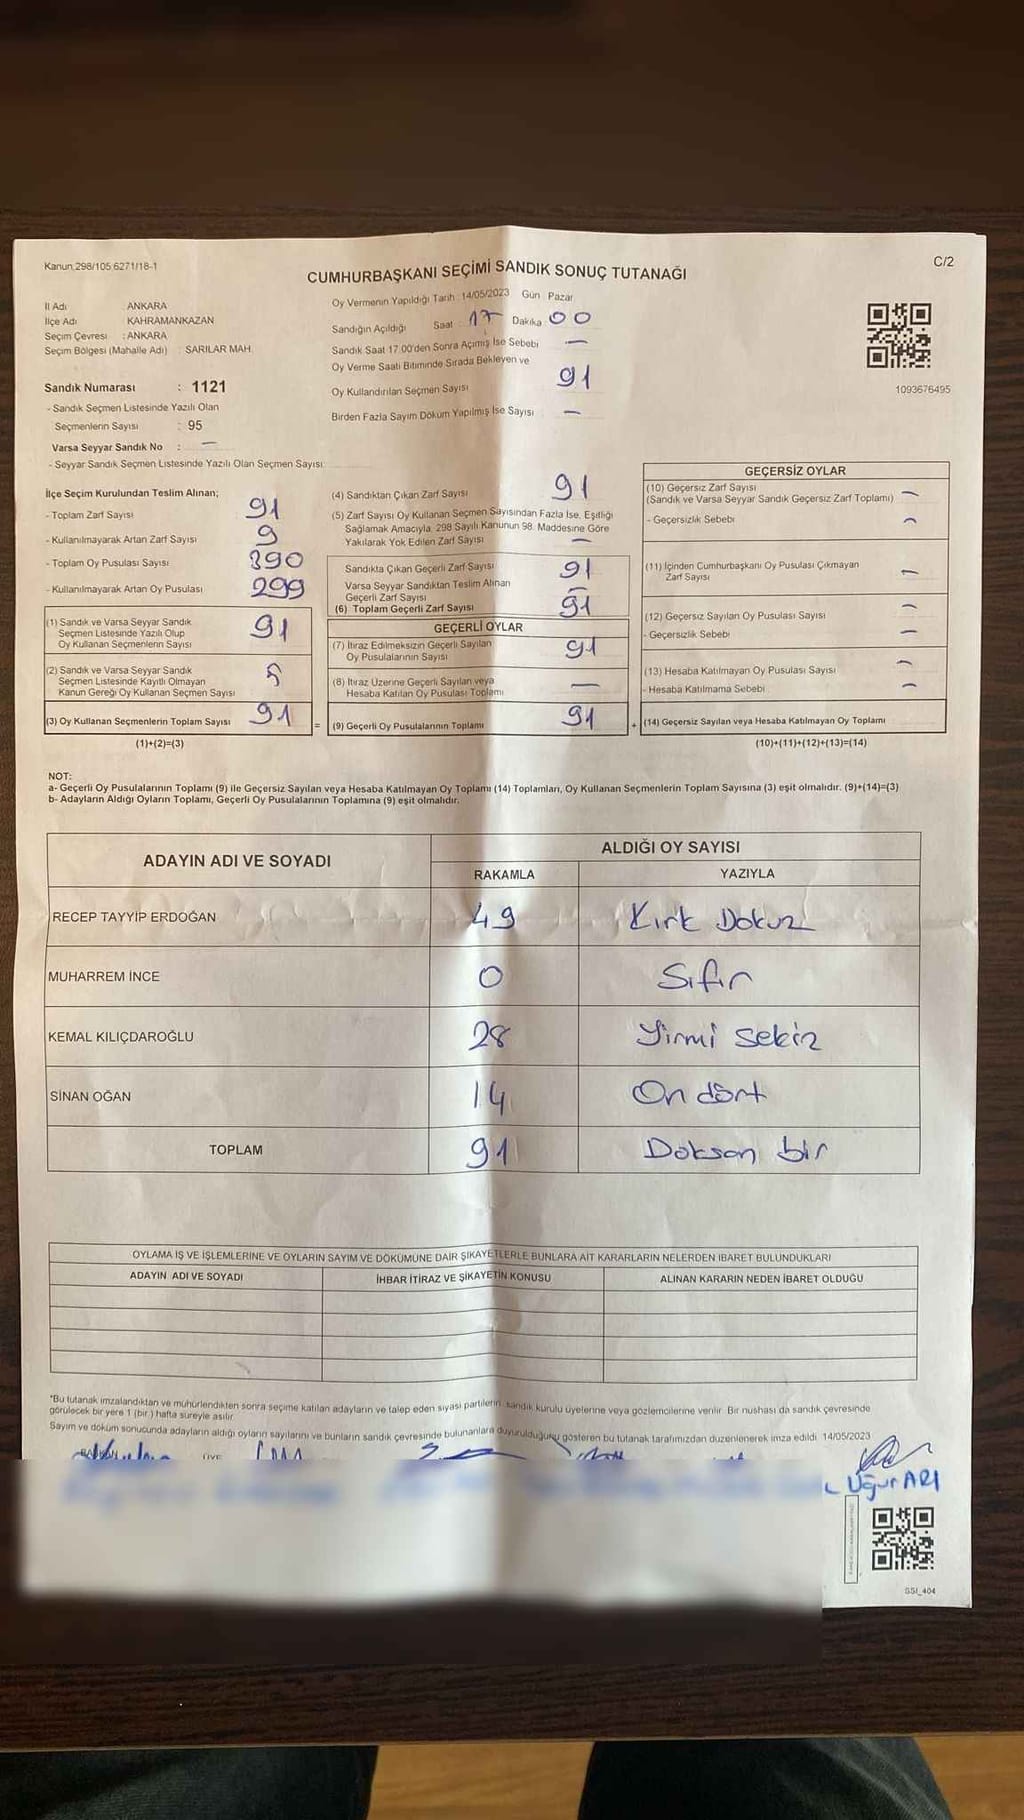 Kanun 298/105 6271/18-1
C/2
CUMHURBAŞKANI SEÇİMİ SANDIK SONUÇ TUTANAĞI
İl Adı ANKARA
İlçe Adı KAHRAMANKAZAN
Seçim Çevresi : ANKARA
Seçim Bölgesi (Mahalle Adı) : SARILAR MAH.
Sandık Numarası : 1121
- Sandık Seçmen Listesinde Yazılı Olan
Seçmenlerin Sayısı : 95
Varsa Seyyar Sandık No : —
- Seyyar Sandık Seçmen Listesinde Yazılı Olan Seçmen Sayısı:
Oy Vermenin Yapıldığı Tarih : 14/05/2023 Gün : Pazar
Sandığın Açıldığı Saat : 17 Dakika : 00
Sandık Saat 17.00'den Sonra Açımış İse Sebebi —
Oy Verme Saati Bitiminde Sırada Bekleyen ve
Oy Kullandırılan Seçmen Sayısı 91
Birden Fazla Sayım Döküm Yapılmış İse Sayısı —
1093676495
İlçe Seçim Kurulundan Teslim Alınan;
- Toplam Zarf Sayısı 91
- Kullanılmayarak Artan Zarf Sayısı 9
- Toplam Oy Pusulası Sayısı 390
- Kullanılmayarak Artan Oy Pusulası 299
(1) Sandık ve Varsa Seyyar Sandık
Seçmen Listesinde Yazılı Olup
Oy Kullanan Seçmenlerin Sayısı 91
(2) Sandık ve Varsa Seyyar Sandık
Seçmen Listesinde Kayıtlı Olmayan
Kanun Gereği Oy Kullanan Seçmen Sayısı
(3) Oy Kullanan Seçmenlerin Toplam Sayısı 91
(1)+(2)=(3)
(4) Sandıktan Çıkan Zarf Sayısı 91
(5) Zarf Sayısı Oy Kullanan Seçmen Sayısından Fazla İse, Eşitliği
Sağlamak Amacıyla, 298 Sayılı Kanunun 98. Maddesine Göre
Yakılarak Yok Edilen Zarf Sayısı —
Sandıkta Çıkan Geçerli Zarf Sayısı 91
Varsa Seyyar Sandıktan Teslim Alınan
Geçerli Zarf Sayısı —
(6) Toplam Geçerli Zarf Sayısı 91
GEÇERLİ OYLAR
(7) İtiraz Edilmeksizin Geçerli Sayılan
Oy Pusulalarının Sayısı 91
(8) İtiraz Üzerine Geçerli Sayılan veya
Hesaba Katılan Oy Pusulası Toplamı —
= (9) Geçerli Oy Pusulalarının Toplamı 91
GEÇERSİZ OYLAR
(10) Geçersiz Zarf Sayısı
(Sandık ve Varsa Seyyar Sandık Geçersiz Zarf Toplamı) —
- Geçersizlik Sebebi —
(11) İçinden Cumhurbaşkanı Oy Pusulası Çıkmayan
Zarf Sayısı —
(12) Geçersiz Sayılan Oy Pusulası Sayısı —
- Geçersizlik Sebebi —
(13) Hesaba Katılmayan Oy Pusulası Sayısı —
- Hesaba Katılmama Sebebi —
+ (14) Geçersiz Sayılan veya Hesaba Katılmayan Oy Toplamı
(10)+(11)+(12)+(13)=(14)
NOT:
a- Geçerli Oy Pusulalarının Toplamı (9) ile Geçersiz Sayılan veya Hesaba Katılmayan Oy Toplamı (14) Toplamları, Oy Kullanan Seçmenlerin Toplam Sayısına (3) eşit olmalıdır. (9)+(14)=(3)
b- Adayların Aldığı Oyların Toplamı, Geçerli Oy Pusulalarının Toplamına (9) eşit olmalıdır.
ADAYIN ADI VE SOYADI ALDIĞI OY SAYISI
RAKAMLA YAZIYLA
RECEP TAYYİP ERDOĞAN 49 Kırk Dokuz
MUHARREM İNCE 0 Sıfır
KEMAL KILIÇDAROĞLU 28 Yirmi sekiz
SİNAN OĞAN 14 On dört
TOPLAM 91 Doksan bir
OYLAMA İŞ VE İŞLEMLERİNE VE OYLARIN SAYIM VE DÖKÜMÜNE DAİR ŞİKAYETLERLE BUNLARA AİT KARARLARIN NELERDEN İBARET BULUNDUKLARI
ADAYIN ADI VE SOYADI İHBAR İTİRAZ VE ŞİKAYETİN KONUSU ALINAN KARARIN NEDEN İBARET OLDUĞU
*Bu tutanak imzalandıktan ve mühürlendikten sonra seçime katılan adayların ve talep eden siyasi partilerin sandık kurulu üyelerine veya gözlemcilerine verilir. Bir nushası da sandık çevresinde
görülecek bir yere 1 (bir) hafta süreyle asılır.
Sayım ve döküm sonucunda adayların aldığı oyların sayılarını ve bunların sandık çevresinde bulunanlara duyurulduğunu gösteren bu tutanak tarafımızdan düzenlenerek imza edildi. 14/05/2023
BAŞKAN ÜYE
Uğur ARI
SSI_404